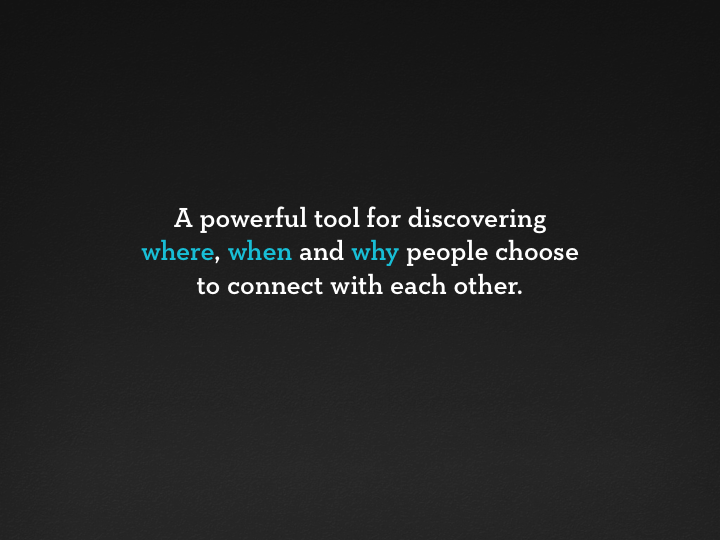 A powerful tool for discovering
where, when and why people choose
to connect with each other.